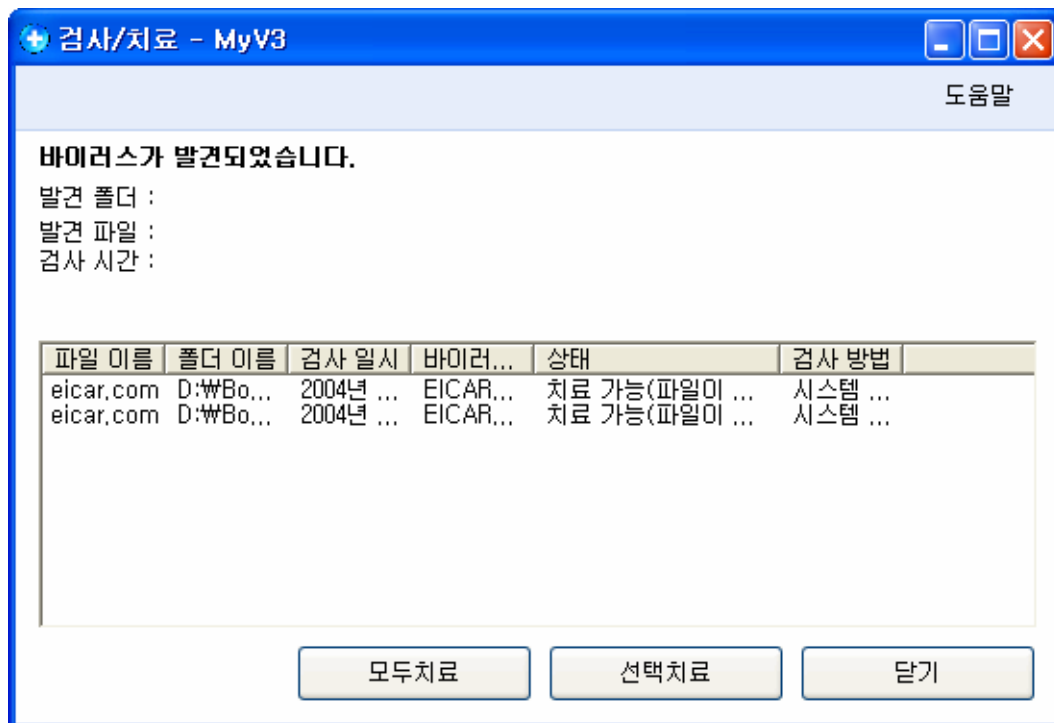 검사/치료 - MyV3
도움말
바이러스가 발견되었습니다.
발견 폴더 :
발견 파일 :
검사 시간 :
파일 이름 폴더 이름 검사 일시 바이러... 상태 검사 방법
eicar.com D:₩Bo... 2004년 ... EICAR... 치료 가능(파일이 ... 시스템 ...
eicar.com D:₩Bo... 2004년 ... EICAR... 치료 가능(파일이 ... 시스템 ...
모두치료 선택치료 닫기